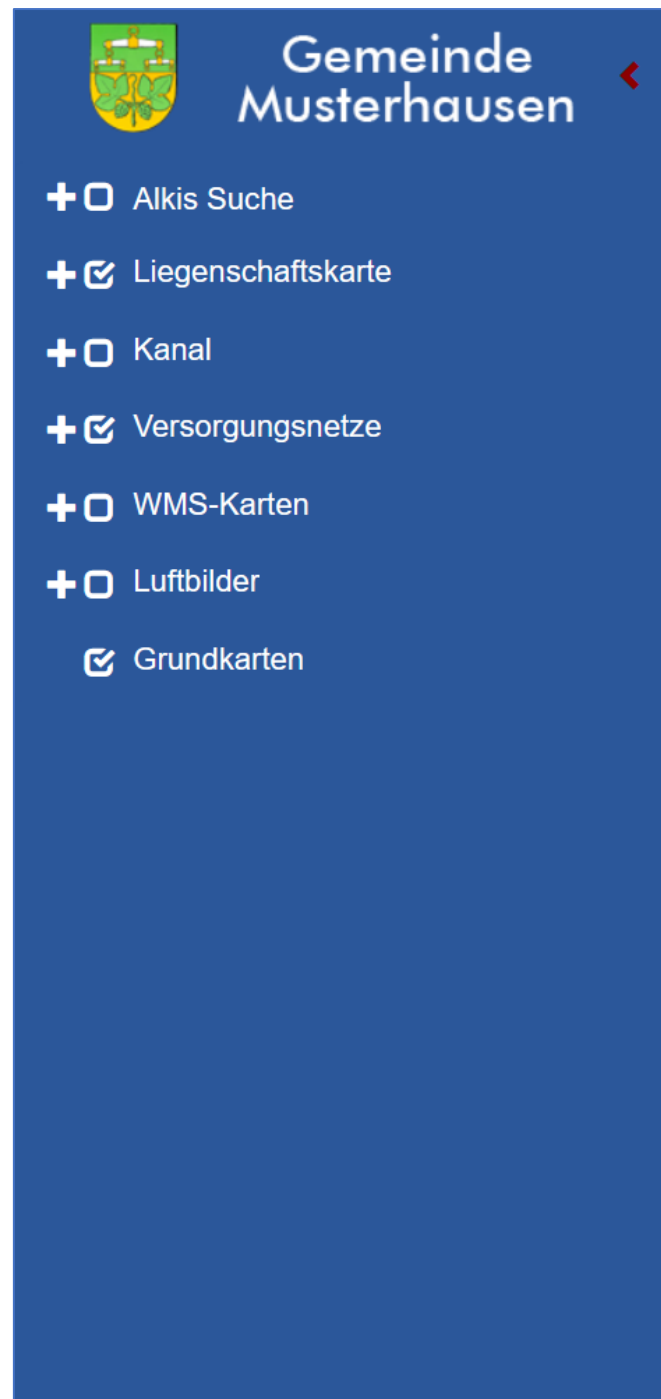 Gemeinde
Musterhausen
Alkis Suche
Liegenschaftskarte
Kanal
Versorgungsnetze
WMS-Karten
Luftbilder
Grundkarten